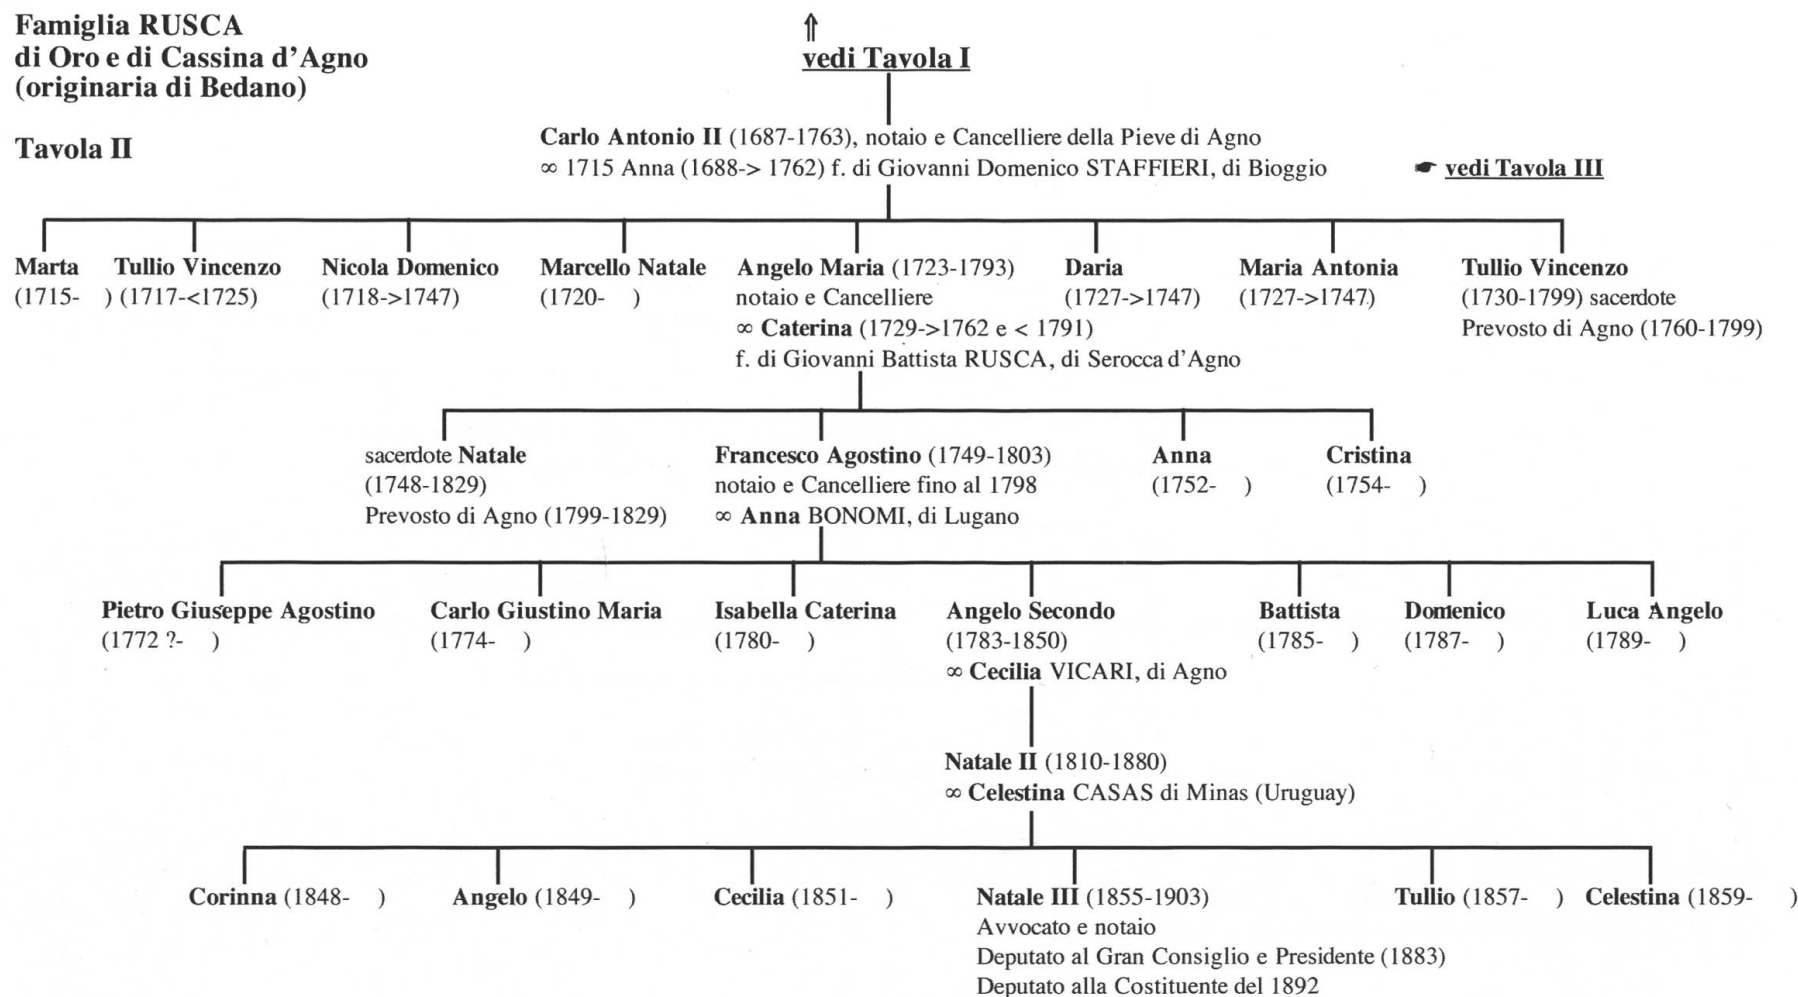 Famiglia RUSCA
di Oro e di Cassina d'Agno
(originaria di Bedano)
Tavola II
⇑
vedi Tavola I
Carlo Antonio II (1687-1763), notaio e Cancelliere della Pieve di Agno
∞ 1715 Anna (1688-> 1762) f. di Giovanni Domenico STAFFIERI, di Bioggio
☛ vedi Tavola III
Marta
(1715- )
Tullio Vincenzo
(1717-<1725)
Nicola Domenico
(1718->1747)
Marcello Natale
(1720- )
Angelo Maria (1723-1793)
notaio e Cancelliere
∞ Caterina (1729->1762 e < 1791)
f. di Giovanni Battista RUSCA, di Serocca d'Agno
Daria
(1727->1747)
Maria Antonia
(1727->1747)
Tullio Vincenzo
(1730-1799) sacerdote
Prevosto di Agno (1760-1799)
sacerdote Natale
(1748-1829)
Prevosto di Agno (1799-1829)
Francesco Agostino (1749-1803)
notaio e Cancelliere fino al 1798
∞ Anna BONOMI, di Lugano
Anna
(1752- )
Cristina
(1754- )
Pietro Giuseppe Agostino
(1772 ?- )
Carlo Giustino Maria
(1774- )
Isabella Caterina
(1780- )
Angelo Secondo
(1783-1850)
∞ Cecilia VICARI, di Agno
Battista
(1785- )
Domenico
(1787- )
Luca Angelo
(1789- )
Natale II (1810-1880)
∞ Celestina CASAS di Minas (Uruguay)
Corinna (1848- )
Angelo (1849- )
Cecilia (1851- )
Natale III (1855-1903)
Avvocato e notaio
Deputato al Gran Consiglio e Presidente (1883)
Deputato alla Costituente del 1892
Tullio (1857- )
Celestina (1859- )